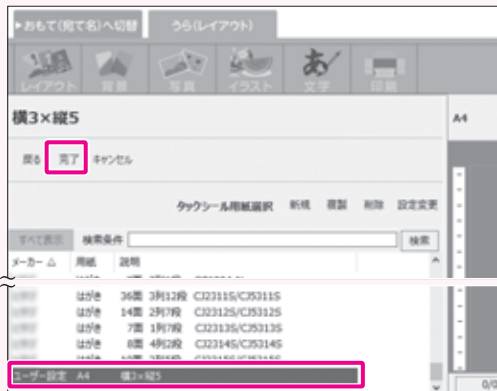 ▶おもて(宛て名)へ切替 うら(レイアウト)
レイアウト 背景 写真 イラスト 文字 印刷
横3×縦5
A4
戻る 完了 キャンセル
タックシール用紙選択 新規 複製 削除 設定変更
すべて表示 検索条件 検索
メーカー △ 用紙 説明
はがき 36面 3列12段 CJ2311S/CJ5311S
はがき 14面 2列7段 CJ2312S/CJ5312S
はがき 7面 1列7段 CJ2313S/CJ5313S
はがき 8面 4列2段 CJ2314S/CJ5314S
ユーザー設定 A4 横3×縦5
0/0